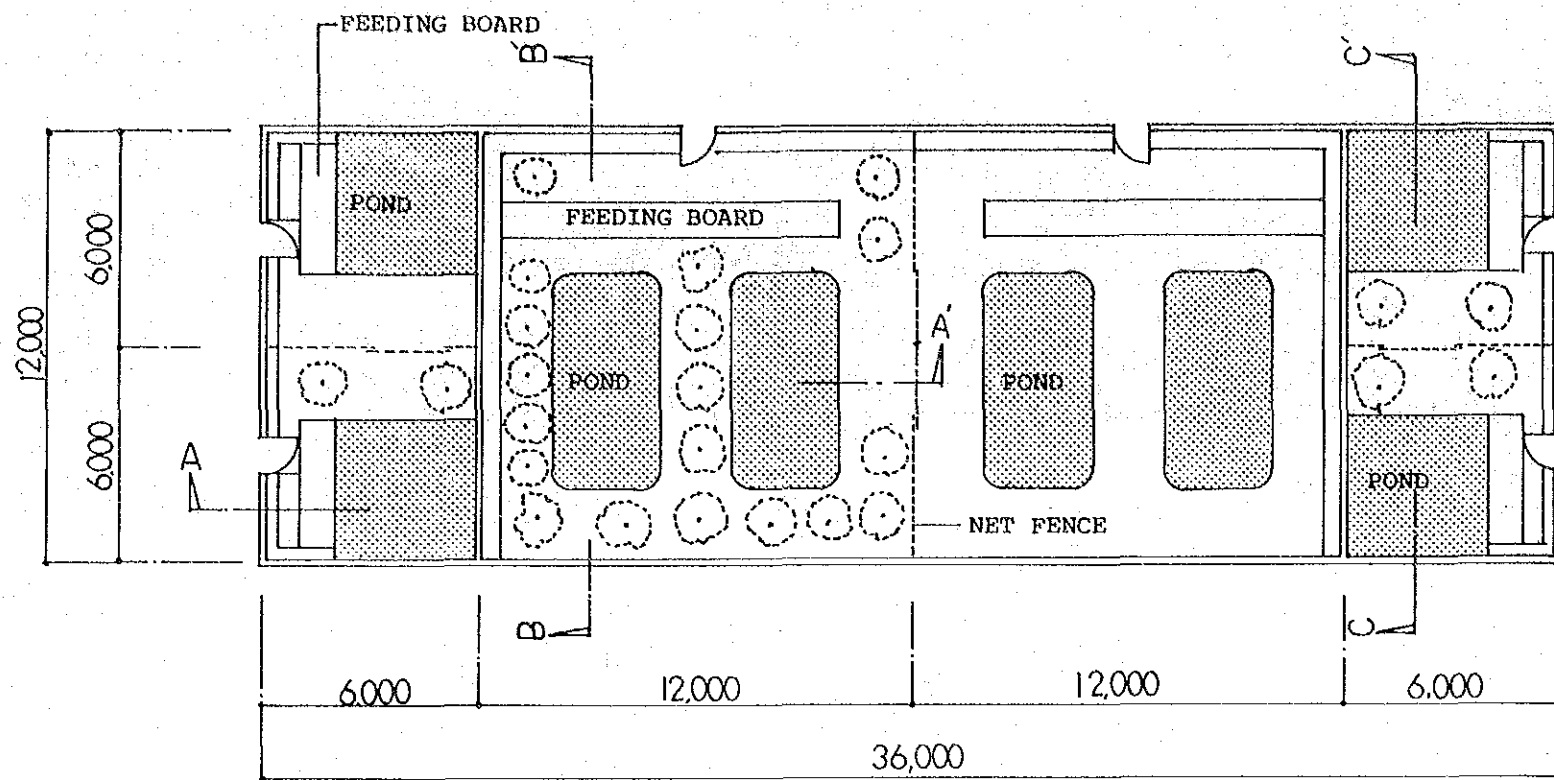 FEEDING BOARD
B'
C'
POND
FEEDING BOARD
6,000
12,000
A'
POND
POND
A
6,000
POND
NET FENCE
B
C
6.000
12,000
12,000
6.000
36,000